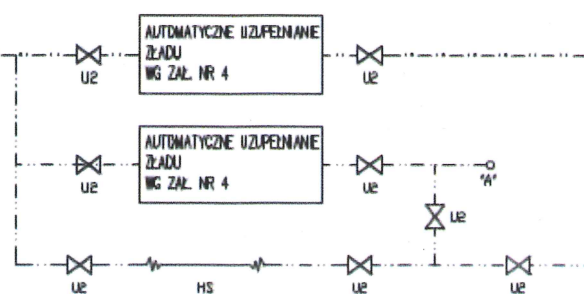 AUTOMATYCZNE UZUPEŁNIANIE
ZŁADU
WG ZAŁ. NR 4
U2
U2
AUTOMATYCZNE UZUPEŁNIANIE
ZŁADU
WG ZAŁ. NR 4
U2
U2
"A"
U2
U2
HS
U2
U2